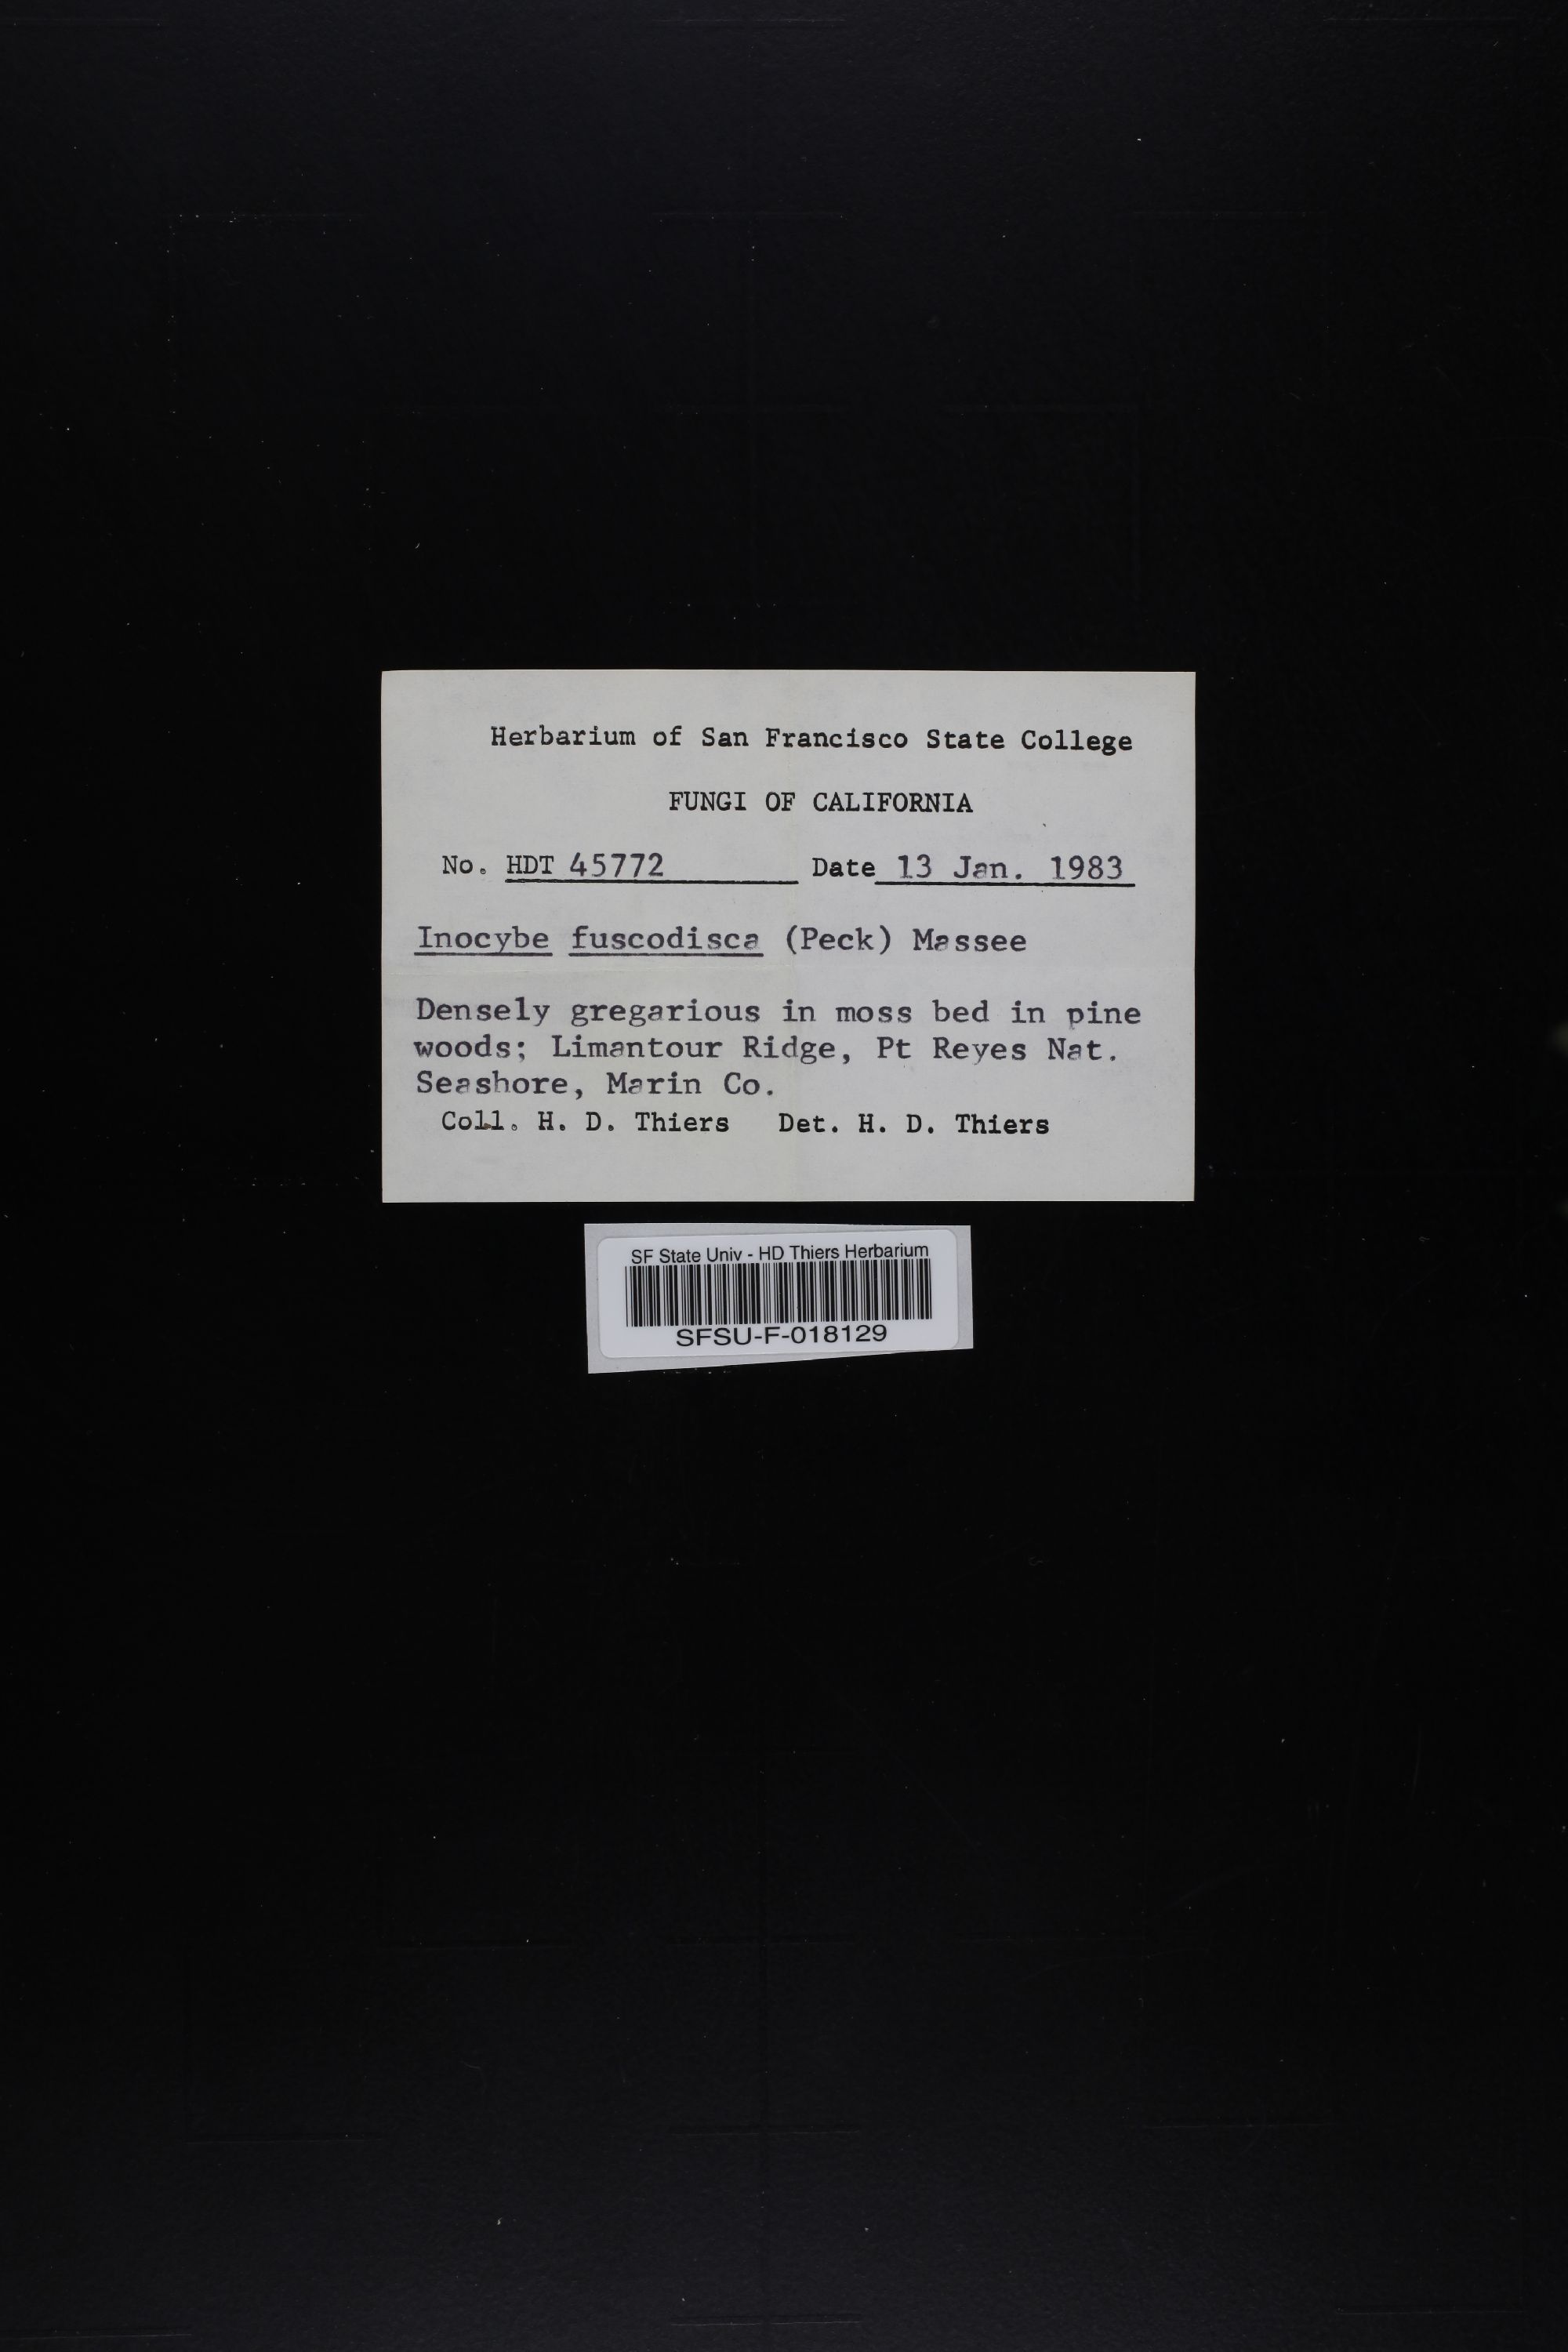 Herbarium of San Francisco State College
FUNGI OF CALIFORNIA
No. HDT 45772 Date 13 Jan. 1983
Inocybe fuscodisca (Peck) Massee
Densely gregarious in moss bed in pine
woods; Limantour Ridge, Pt Reyes Nat.
Seashore, Marin Co.
Coll. H. D. Thiers Det. H. D. Thiers
SF State Univ - HD Thiers Herbarium
SFSU-F-018129